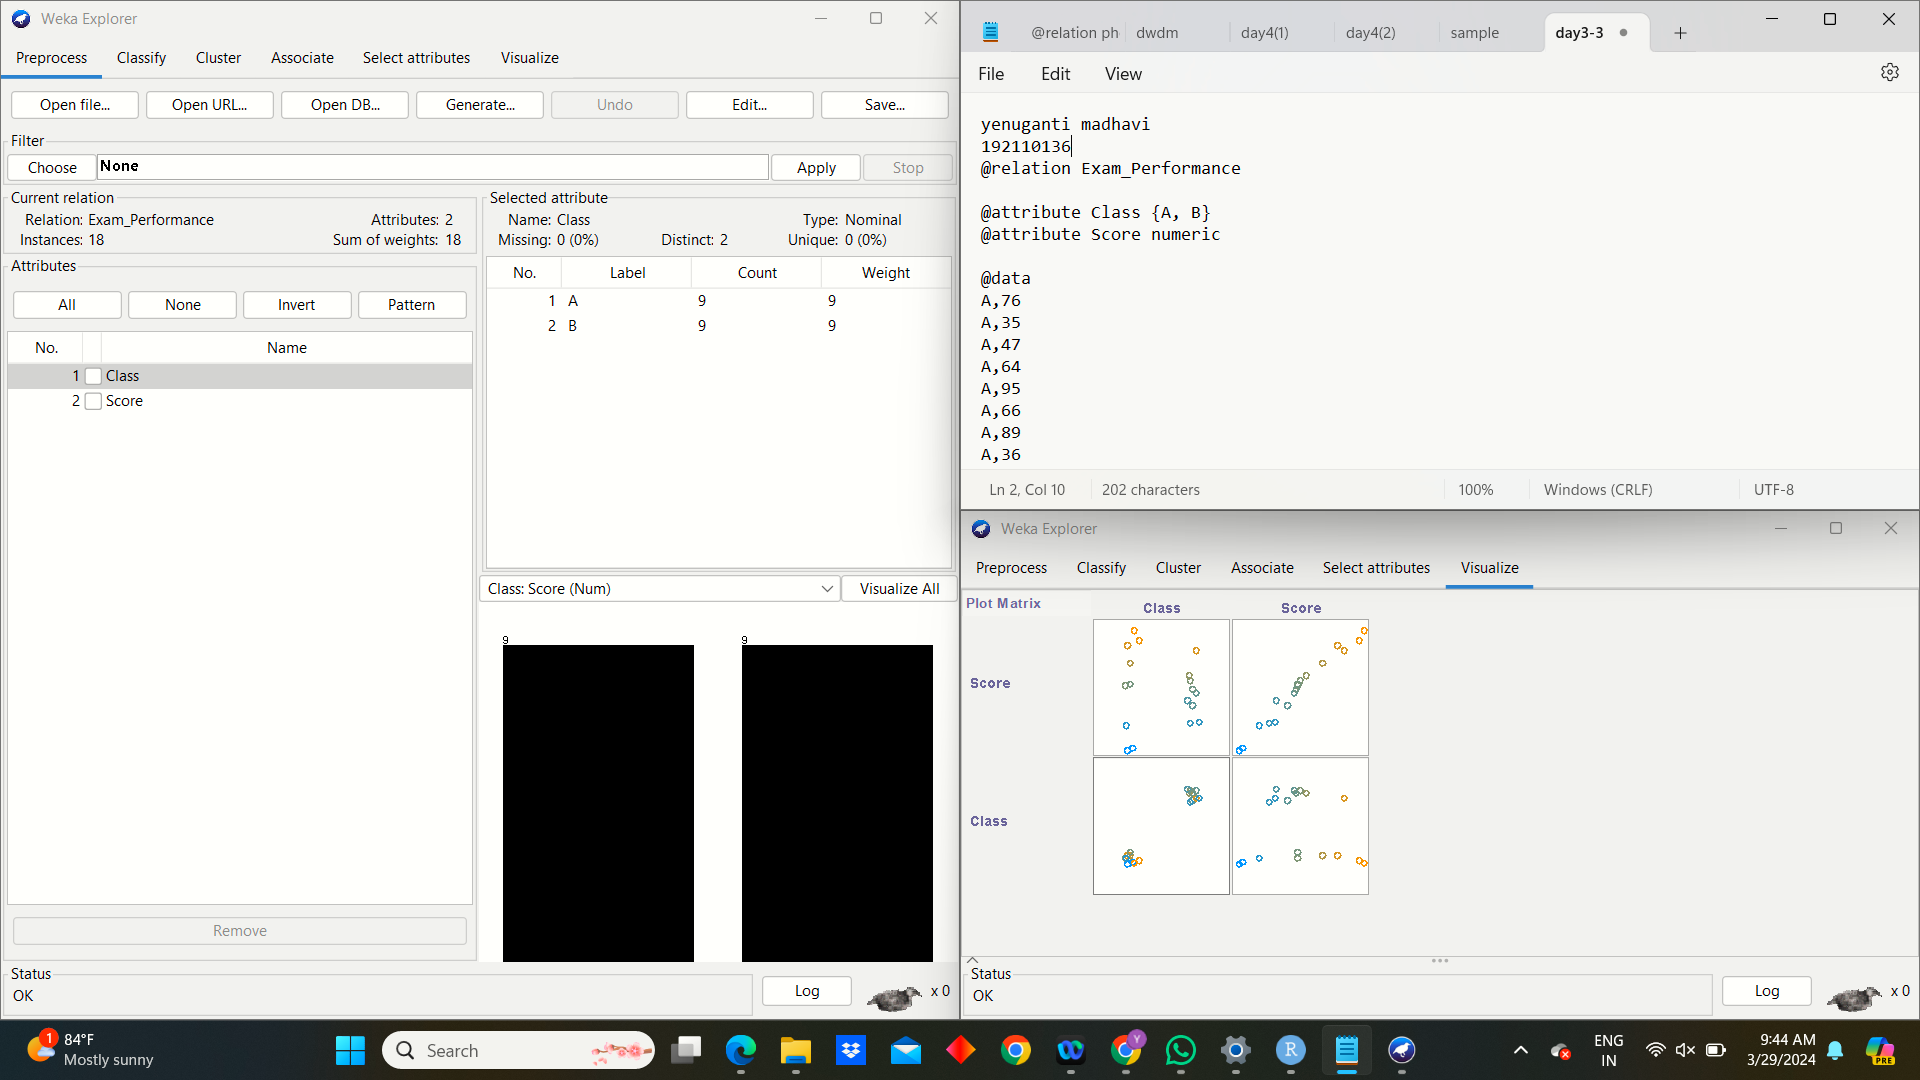 Weka Explorer
Preprocess Classify Cluster Associate Select attributes Visualize
Open file... Open URL... Open DB... Generate... Undo Edit... Save...
Filter
Choose None Apply Stop
Current relation
Relation: Exam_Performance Attributes: 2
Instances: 18 Sum of weights: 18
Attributes
All None Invert Pattern
No. Name
1 Class
2 Score
Remove
Selected attribute
Name: Class Type: Nominal
Missing: 0 (0%) Distinct: 2 Unique: 0 (0%)
No. Label Count Weight
1 A 9 9
2 B 9 9
Class: Score (Num) Visualize All
9 9
Status
OK
Log x 0
@relation ph dwdm day4(1) day4(2) sample day3-3
File Edit View
yenuganti madhavi
192110136
@relation Exam_Performance
@attribute Class {A, B}
@attribute Score numeric
@data
A,76
A,35
A,47
A,64
A,95
A,66
A,89
A,36
Ln 2, Col 10 202 characters 100% Windows (CRLF) UTF-8
Weka Explorer
Preprocess Classify Cluster Associate Select attributes Visualize
Plot Matrix Class Score
Score
Class
Status
OK
Log x 0
1 84°F
Mostly sunny
Search
Y
R
ENG
IN
9:44 AM
3/29/2024
PRE